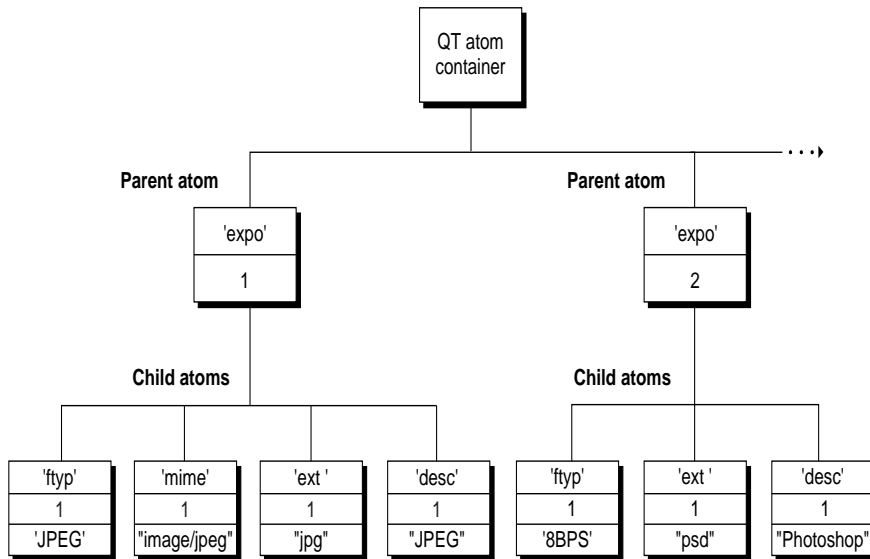 QT atom
container
Parent atom
Parent atom
'expo'
1
'expo'
2
Child atoms
Child atoms
'ftyp'
1
'JPEG'
'mime'
1
"image/jpeg"
'ext '
1
"jpg"
'desc'
1
"JPEG"
'ftyp'
1
'8BPS'
'ext '
1
"psd"
'desc'
1
"Photoshop"